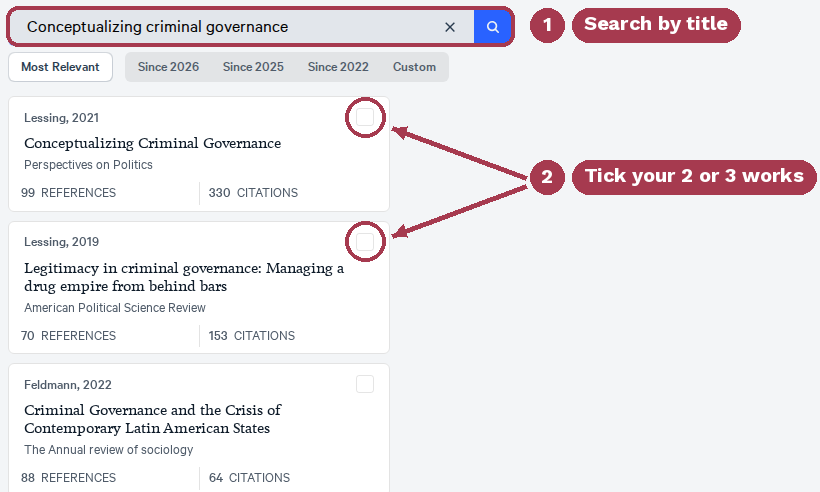 Conceptualizing criminal governance
1 Search by title
Most Relevant Since 2026 Since 2025 Since 2022 Custom
Lessing, 2021
Conceptualizing Criminal Governance
Perspectives on Politics
99 REFERENCES 330 CITATIONS
2 Tick your 2 or 3 works
Lessing, 2019
Legitimacy in criminal governance: Managing a
drug empire from behind bars
American Political Science Review
70 REFERENCES 153 CITATIONS
Feldmann, 2022
Criminal Governance and the Crisis of
Contemporary Latin American States
The Annual review of sociology
88 REFERENCES 64 CITATIONS